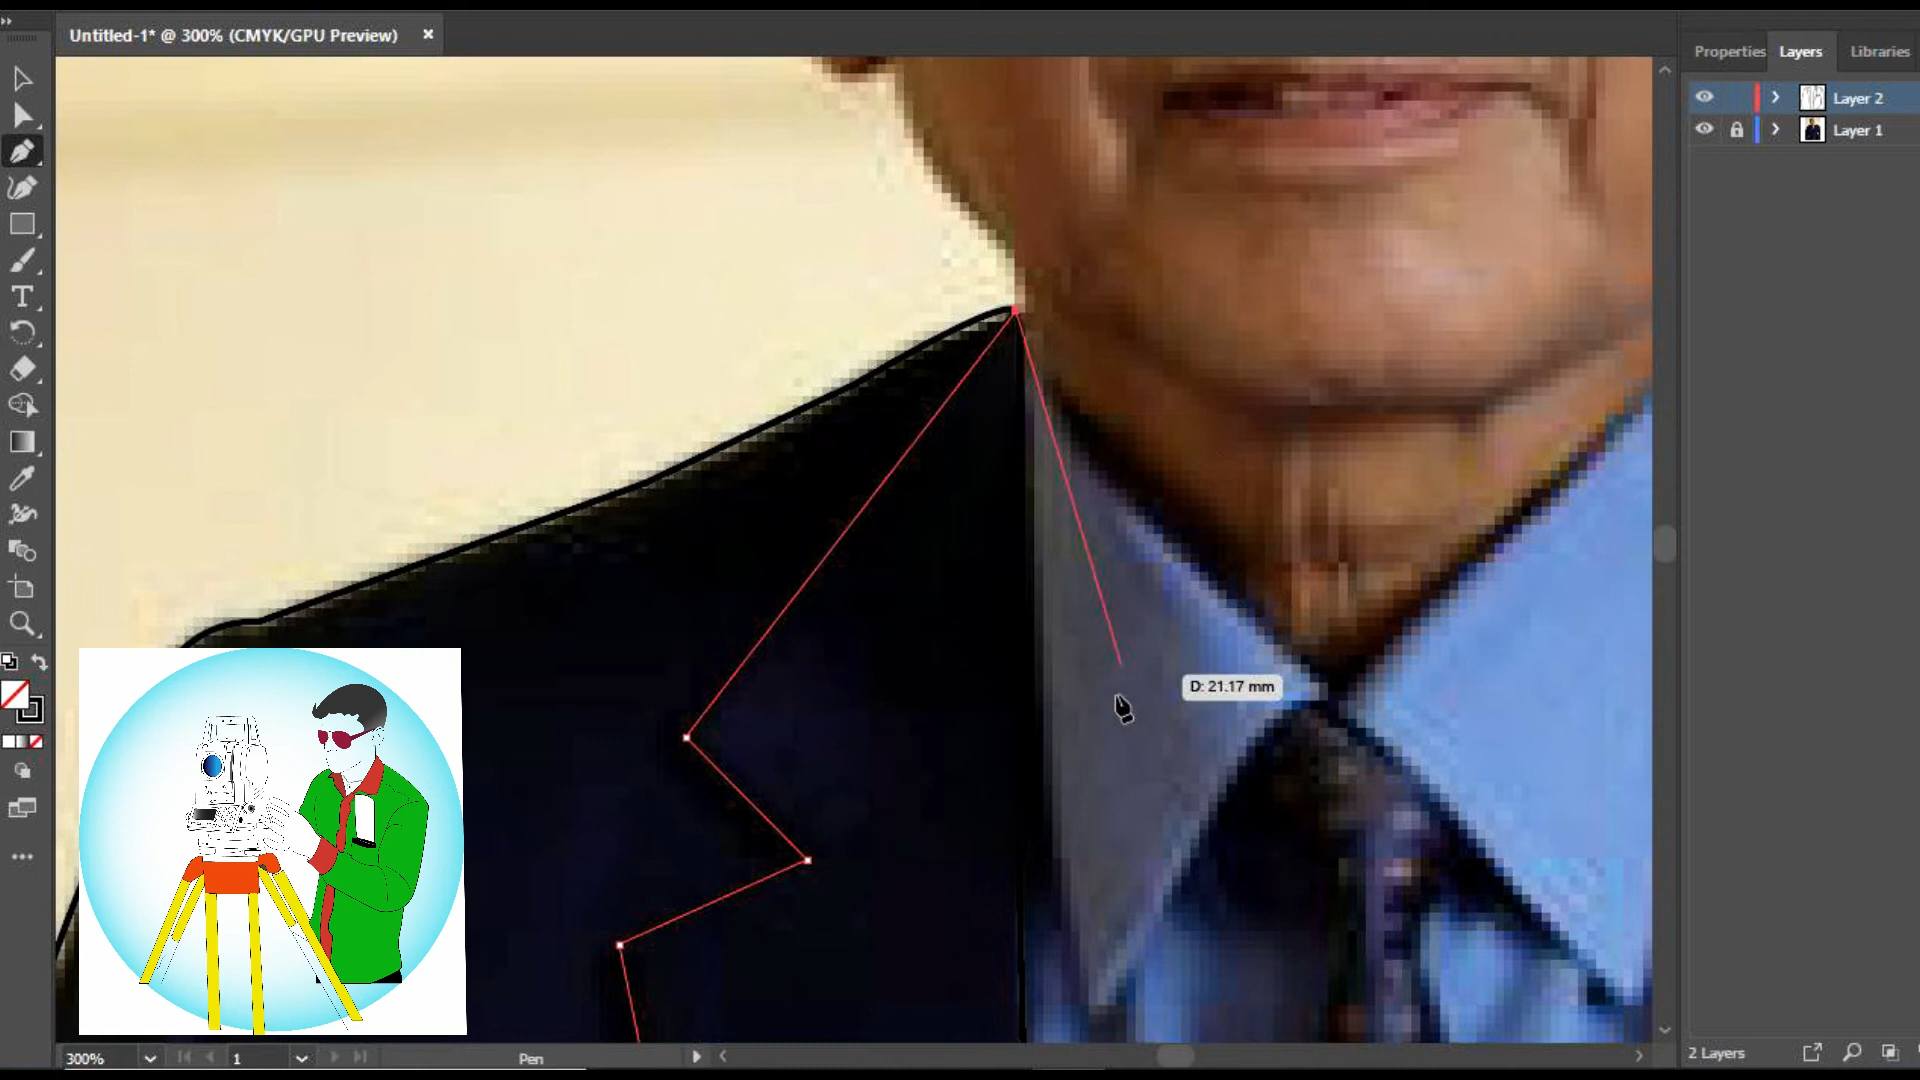 Untitled-1* @ 300% (CMYK/GPU Preview) ×
Properties Layers Libraries
Layer 2
Layer 1
D: 21.17 mm
300% 1 Pen
2 Layers